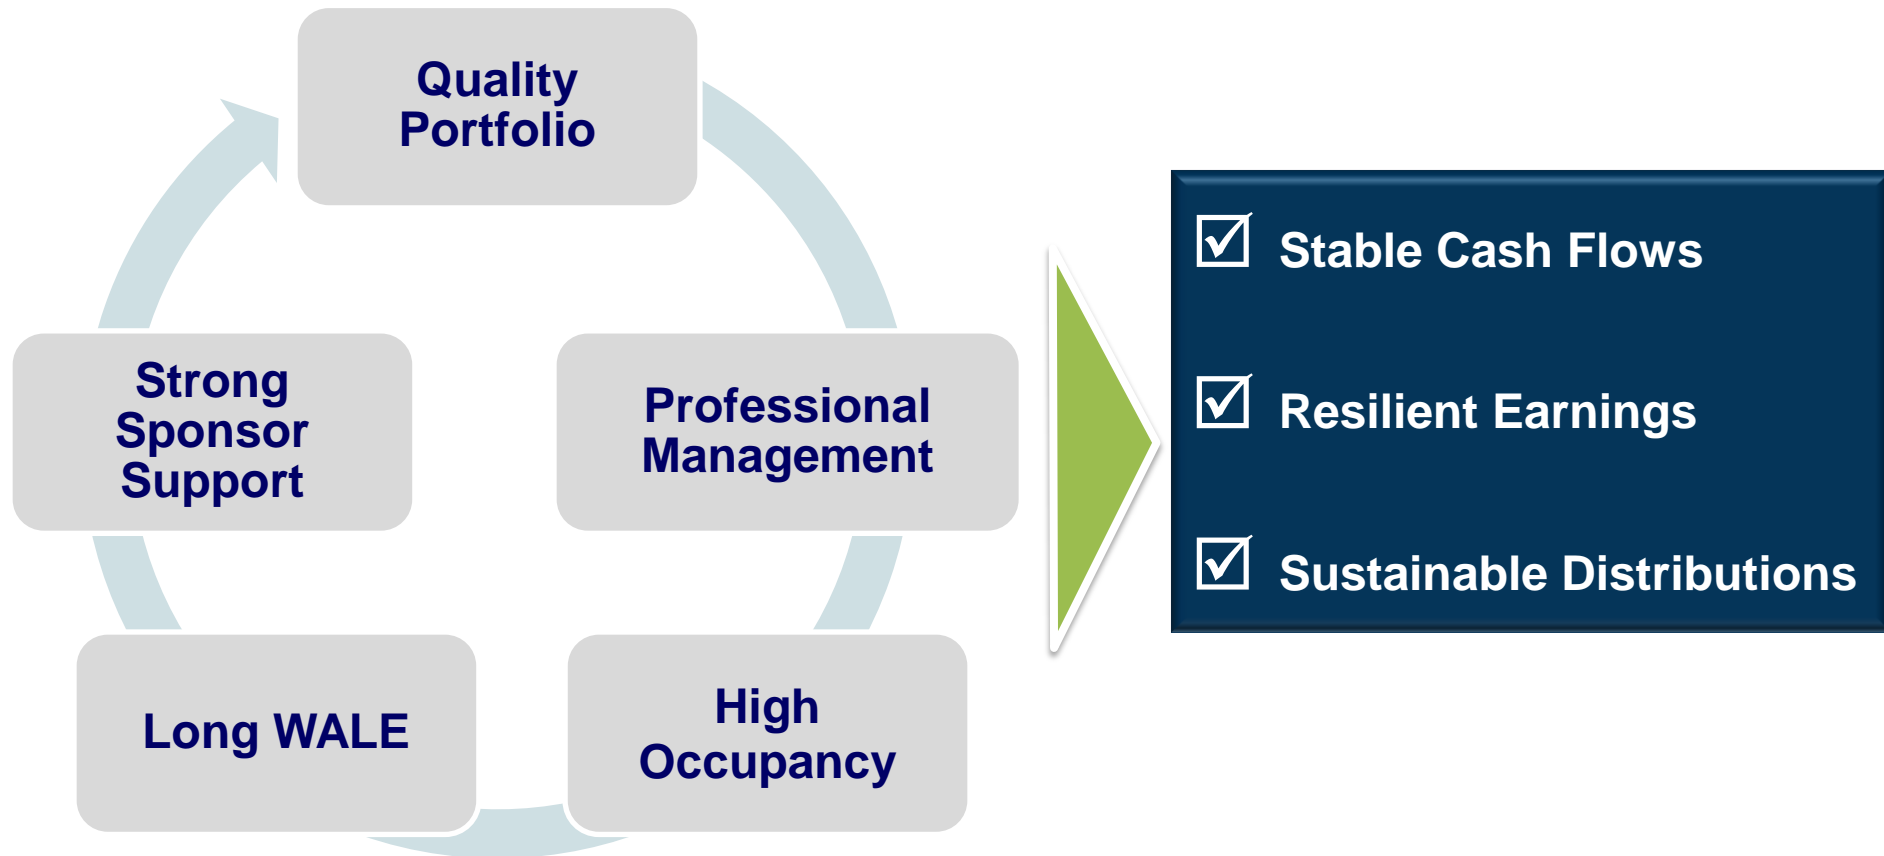 Quality
Portfolio
Professional
Management
High
Occupancy
Long WALE
Strong
Sponsor
Support
Stable Cash Flows
Resilient Earnings
Sustainable Distributions